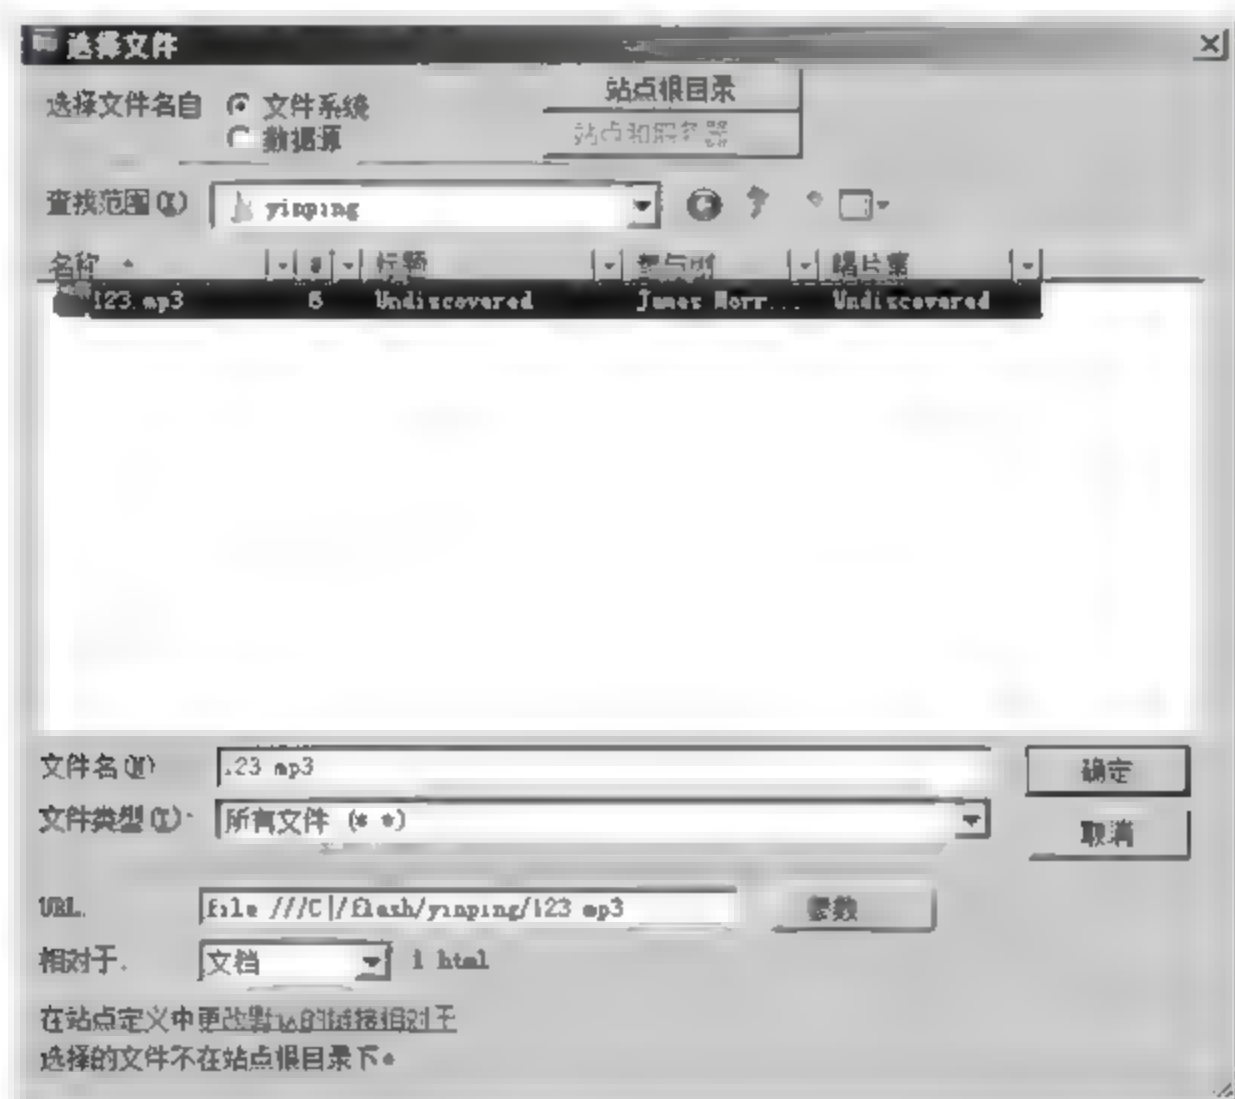 选择文件
选择文件名自 文件系统 站点根目录
数据源 站点和服务器
查找范围(I) yinping
名称 # 标题 唱片集
123.mp3 6 Undiscovered James Morr... Undiscovered
文件名(N) 123 mp3 确定
文件类型(T): 所有文件 (* *) 取消
URL. file ///C|/flash/yinping/123 mp3 参数
相对于. 文档 1 html
在站点定义中更改默认的链接相对于
选择的文件不在站点根目录下。